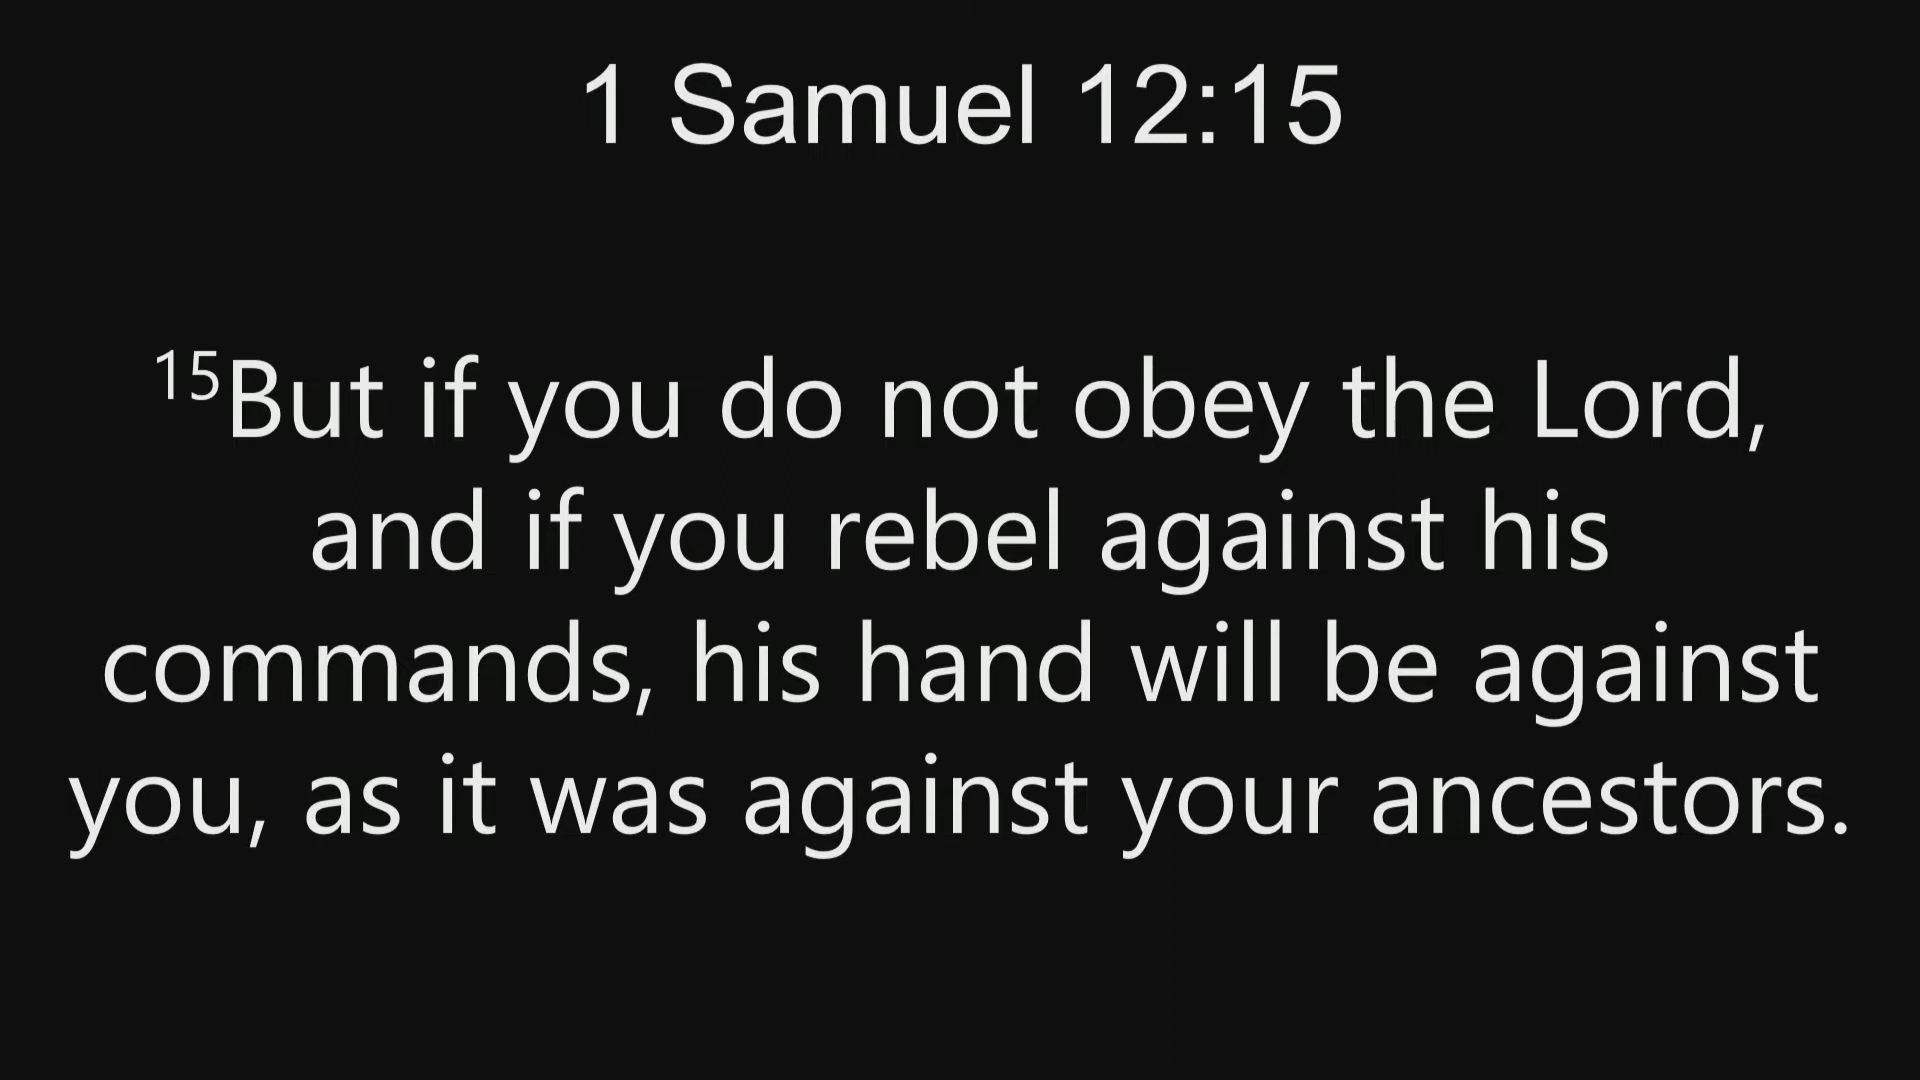 1 Samuel 12:15
15But if you do not obey the Lord,
and if you rebel against his
commands, his hand will be against
you, as it was against your ancestors.